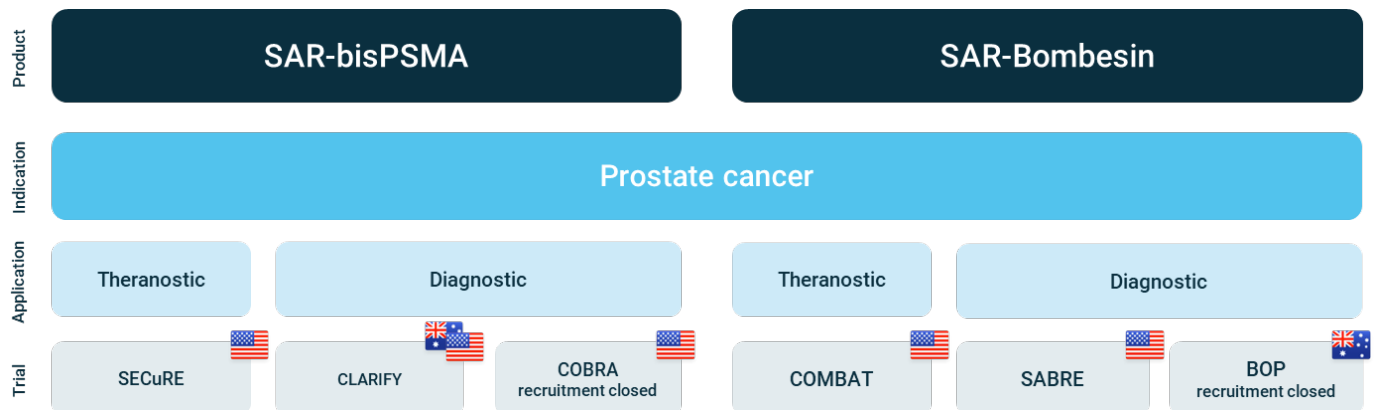 Product
SAR-bisPSMA
SAR-Bombesin
Indication
Prostate cancer
Application
Theranostic
Diagnostic
Theranostic
Diagnostic
Trial
SECuRE
CLARIFY
COBRA
recruitment closed
COMBAT
SABRE
BOP
recruitment closed